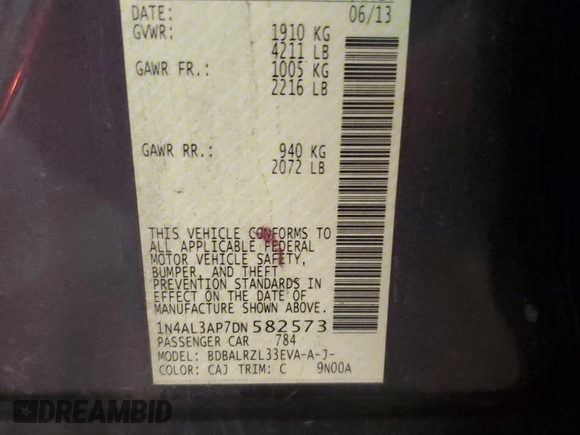 DATE: 06/13
GVWR: 1910 KG
4211 LB
GAWR FR.: 1005 KG
2216 LB
GAWR RR.: 940 KG
2072 LB
THIS VEHICLE CONFORMS TO
ALL APPLICABLE FEDERAL
MOTOR VEHICLE SAFETY,
BUMPER, AND THEFT
PREVENTION STANDARDS IN
EFFECT ON THE DATE OF
MANUFACTURE SHOWN ABOVE.
1N4AL3AP7DN582573
PASSENGER CAR 784
MODEL: BDBALRZL33EVA-A-J-
COLOR: CAJ TRIM: C 9N00A
DREAMBID